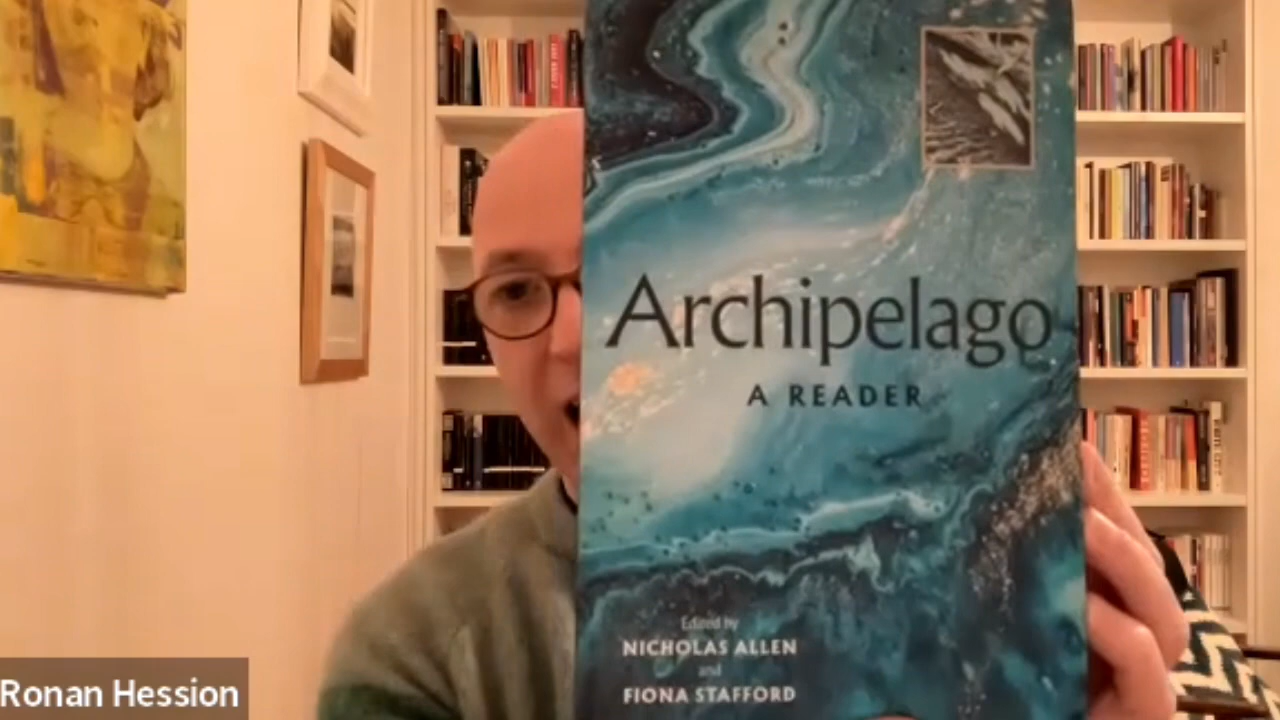 Archipelago
A READER
Edited by
NICHOLAS ALLEN
and
FIONA STAFFORD
Ronan Hession